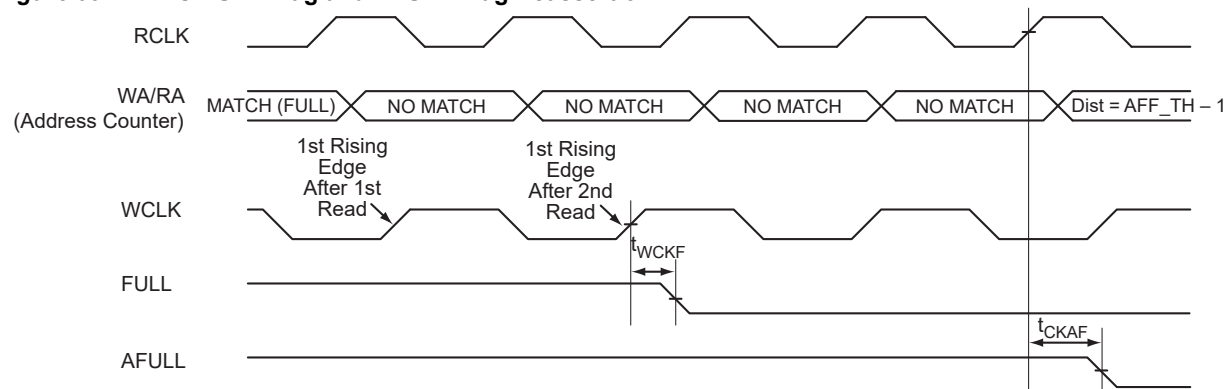 RCLK
WA/RA
(Address Counter)
MATCH (FULL)
NO MATCH
NO MATCH
NO MATCH
NO MATCH
Dist = AFF_TH – 1
1st Rising
Edge
After 1st
Read
1st Rising
Edge
After 2nd
Read
WCLK
tWCKF
FULL
tCKAF
AFULL